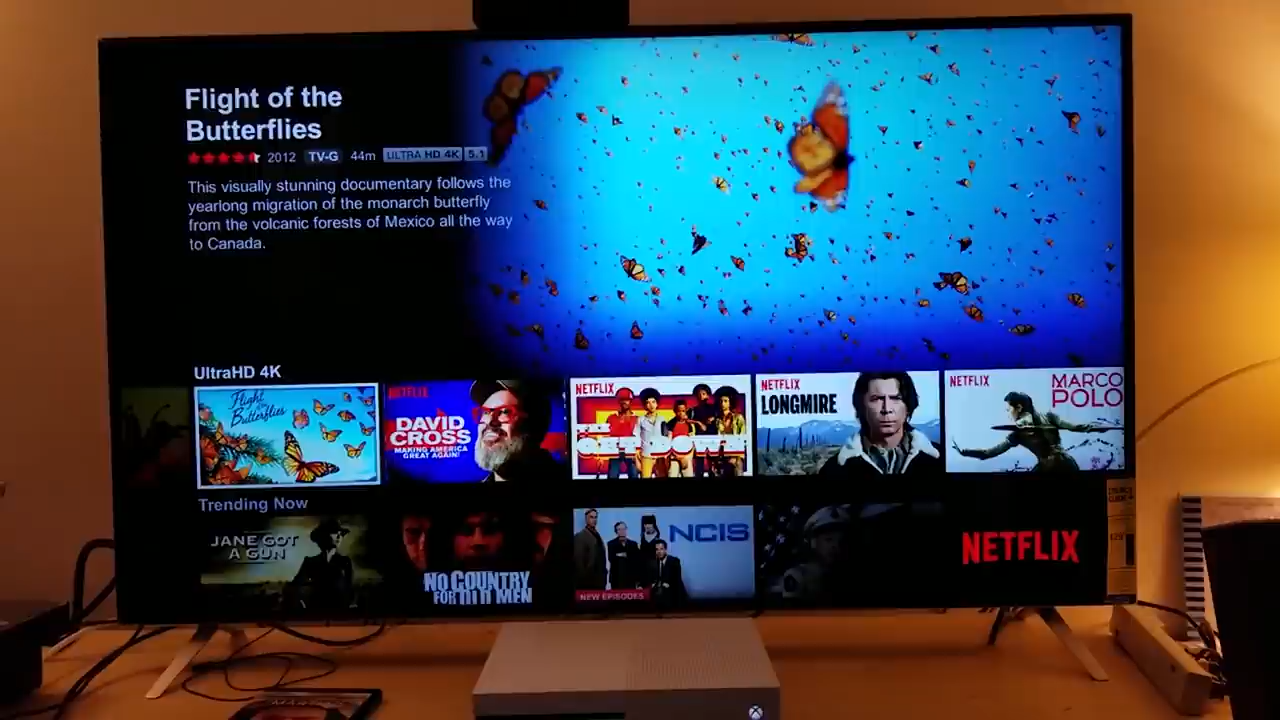 Flight of the
Butterflies
2012 TV-G 44m ULTRA HD 4K 5.1
This visually stunning documentary follows the
yearlong migration of the monarch butterfly
from the volcanic forests of Mexico all the way
to Canada.
UltraHD 4K
Flight
of the
Butterflies
NETFLIX
DAVID
CROSS
MAKING AMERICA
GREAT AGAIN!
NETFLIX
THE
GET DOWN
NETFLIX
LONGMIRE
NETFLIX
MARCO
POLO
Trending Now
JANE GOT
A GUN
NO COUNTRY
FOR OLD MEN
NCIS
NEW EPISODES
NETFLIX